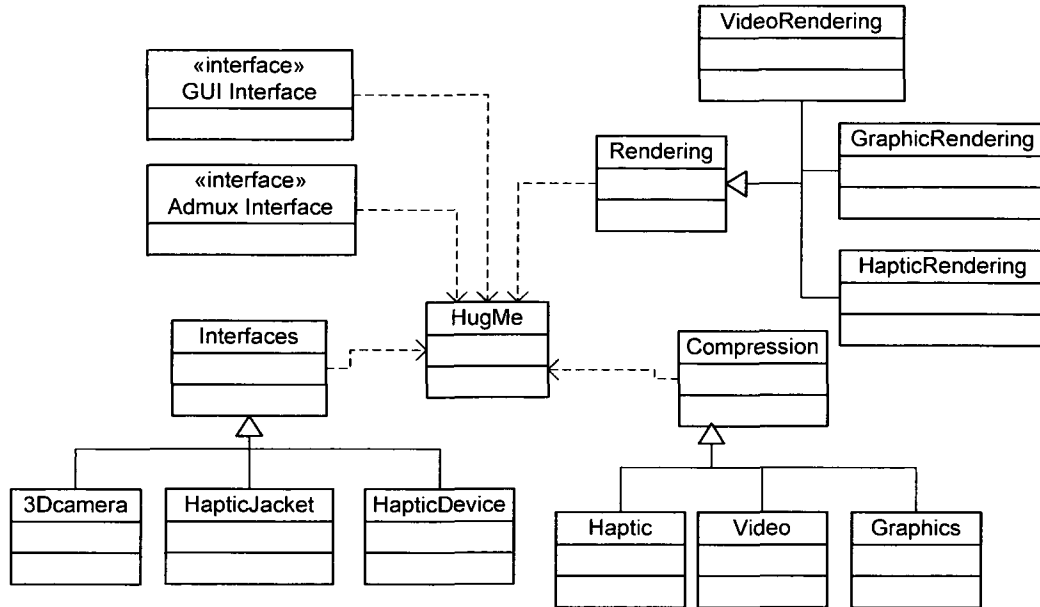 VideoRendering
«interface»
GUI Interface
GraphicRendering
Rendering
«interface»
Admux Interface
HapticRendering
HugMe
Interfaces
Compression
3Dcamera
HapticJacket
HapticDevice
Haptic
Video
Graphics